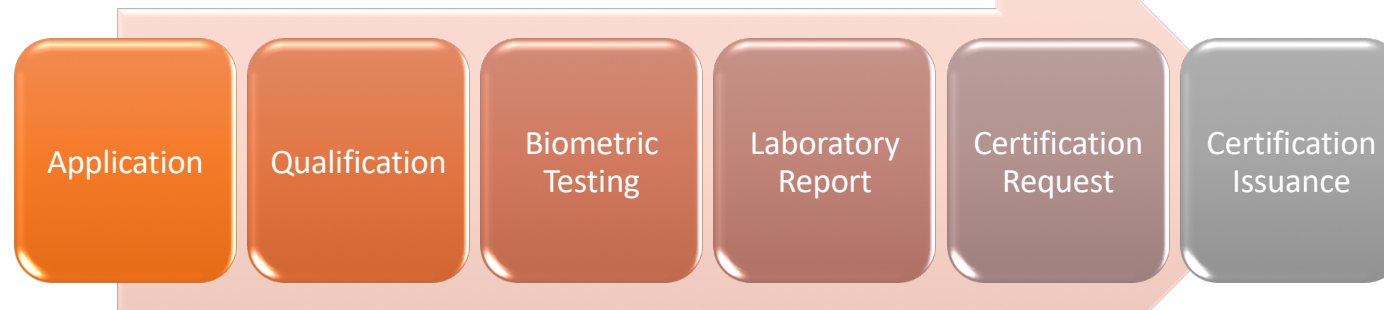 Application
Qualification
Biometric
Testing
Laboratory
Report
Certification
Request
Certification
Issuance